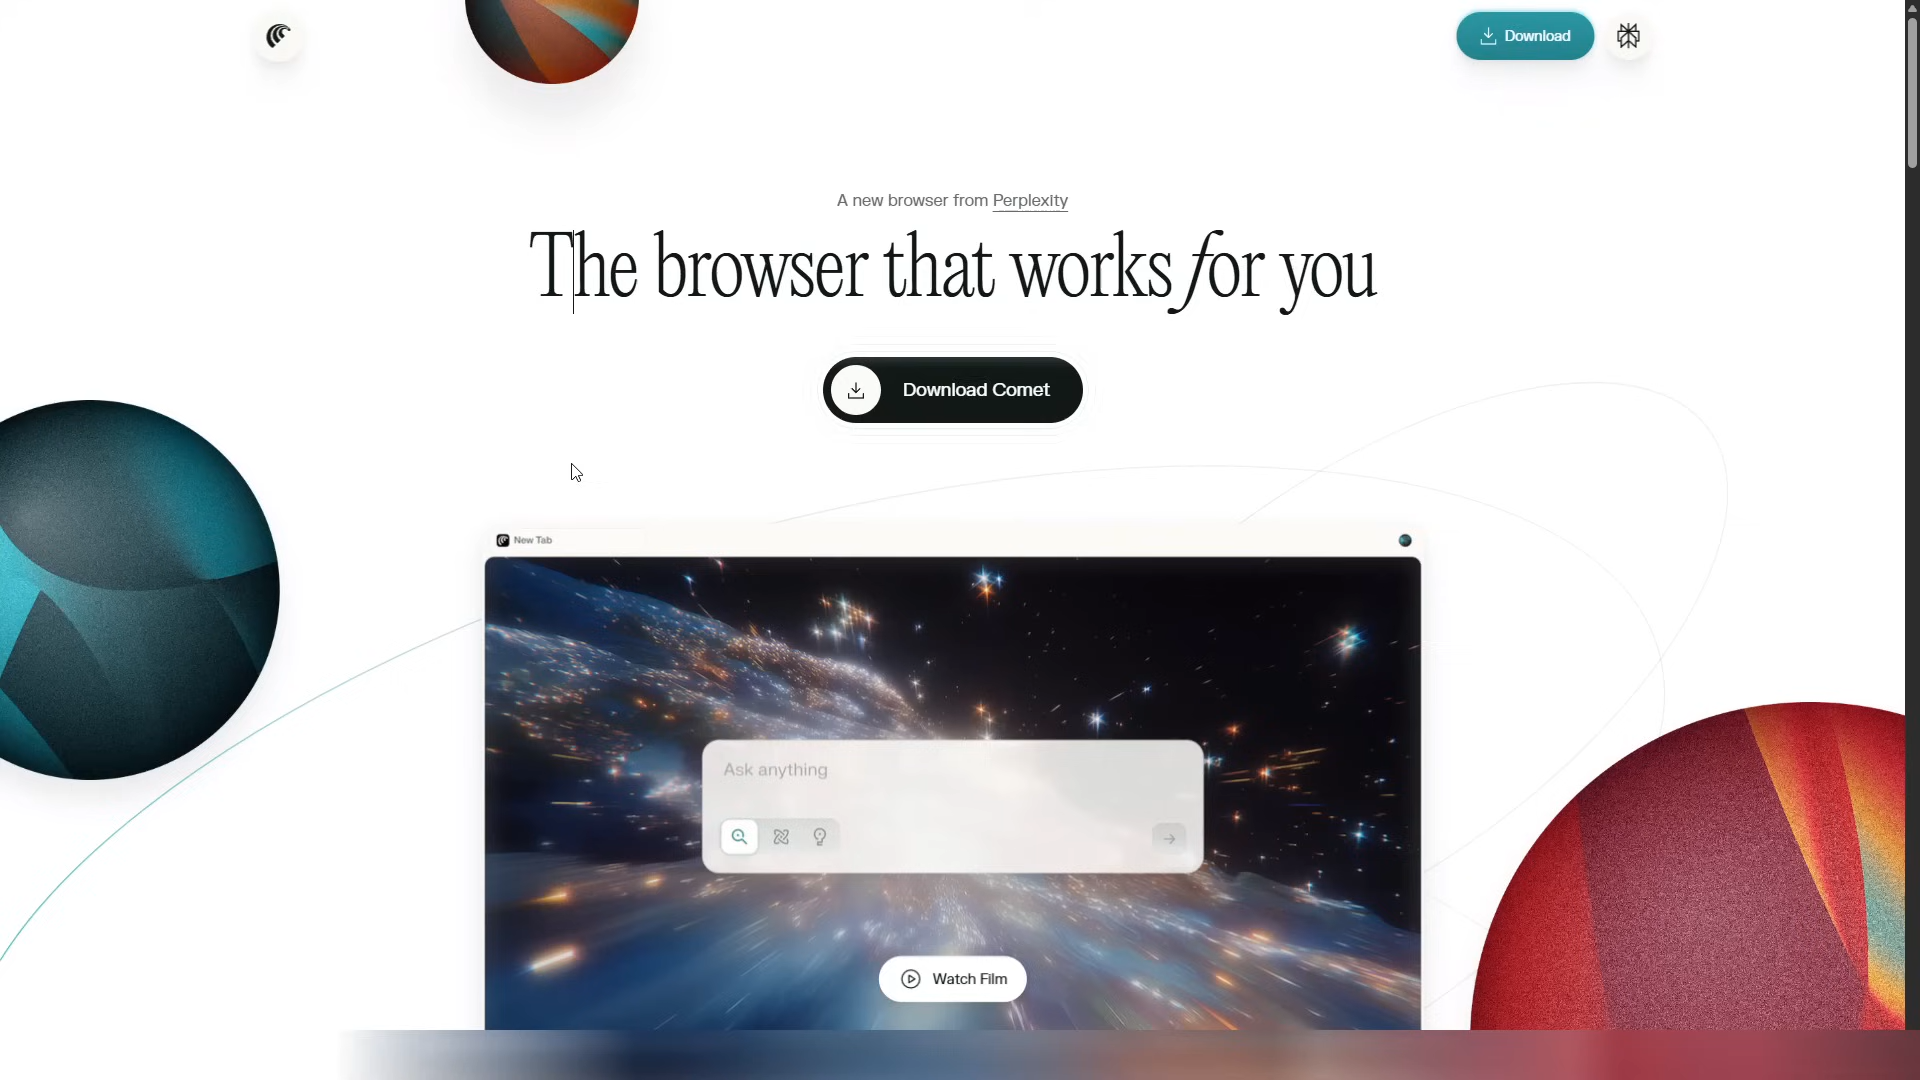 Download
A new browser from Perplexity
The browser that works for you
Download Comet
New Tab
Ask anything
Watch Film